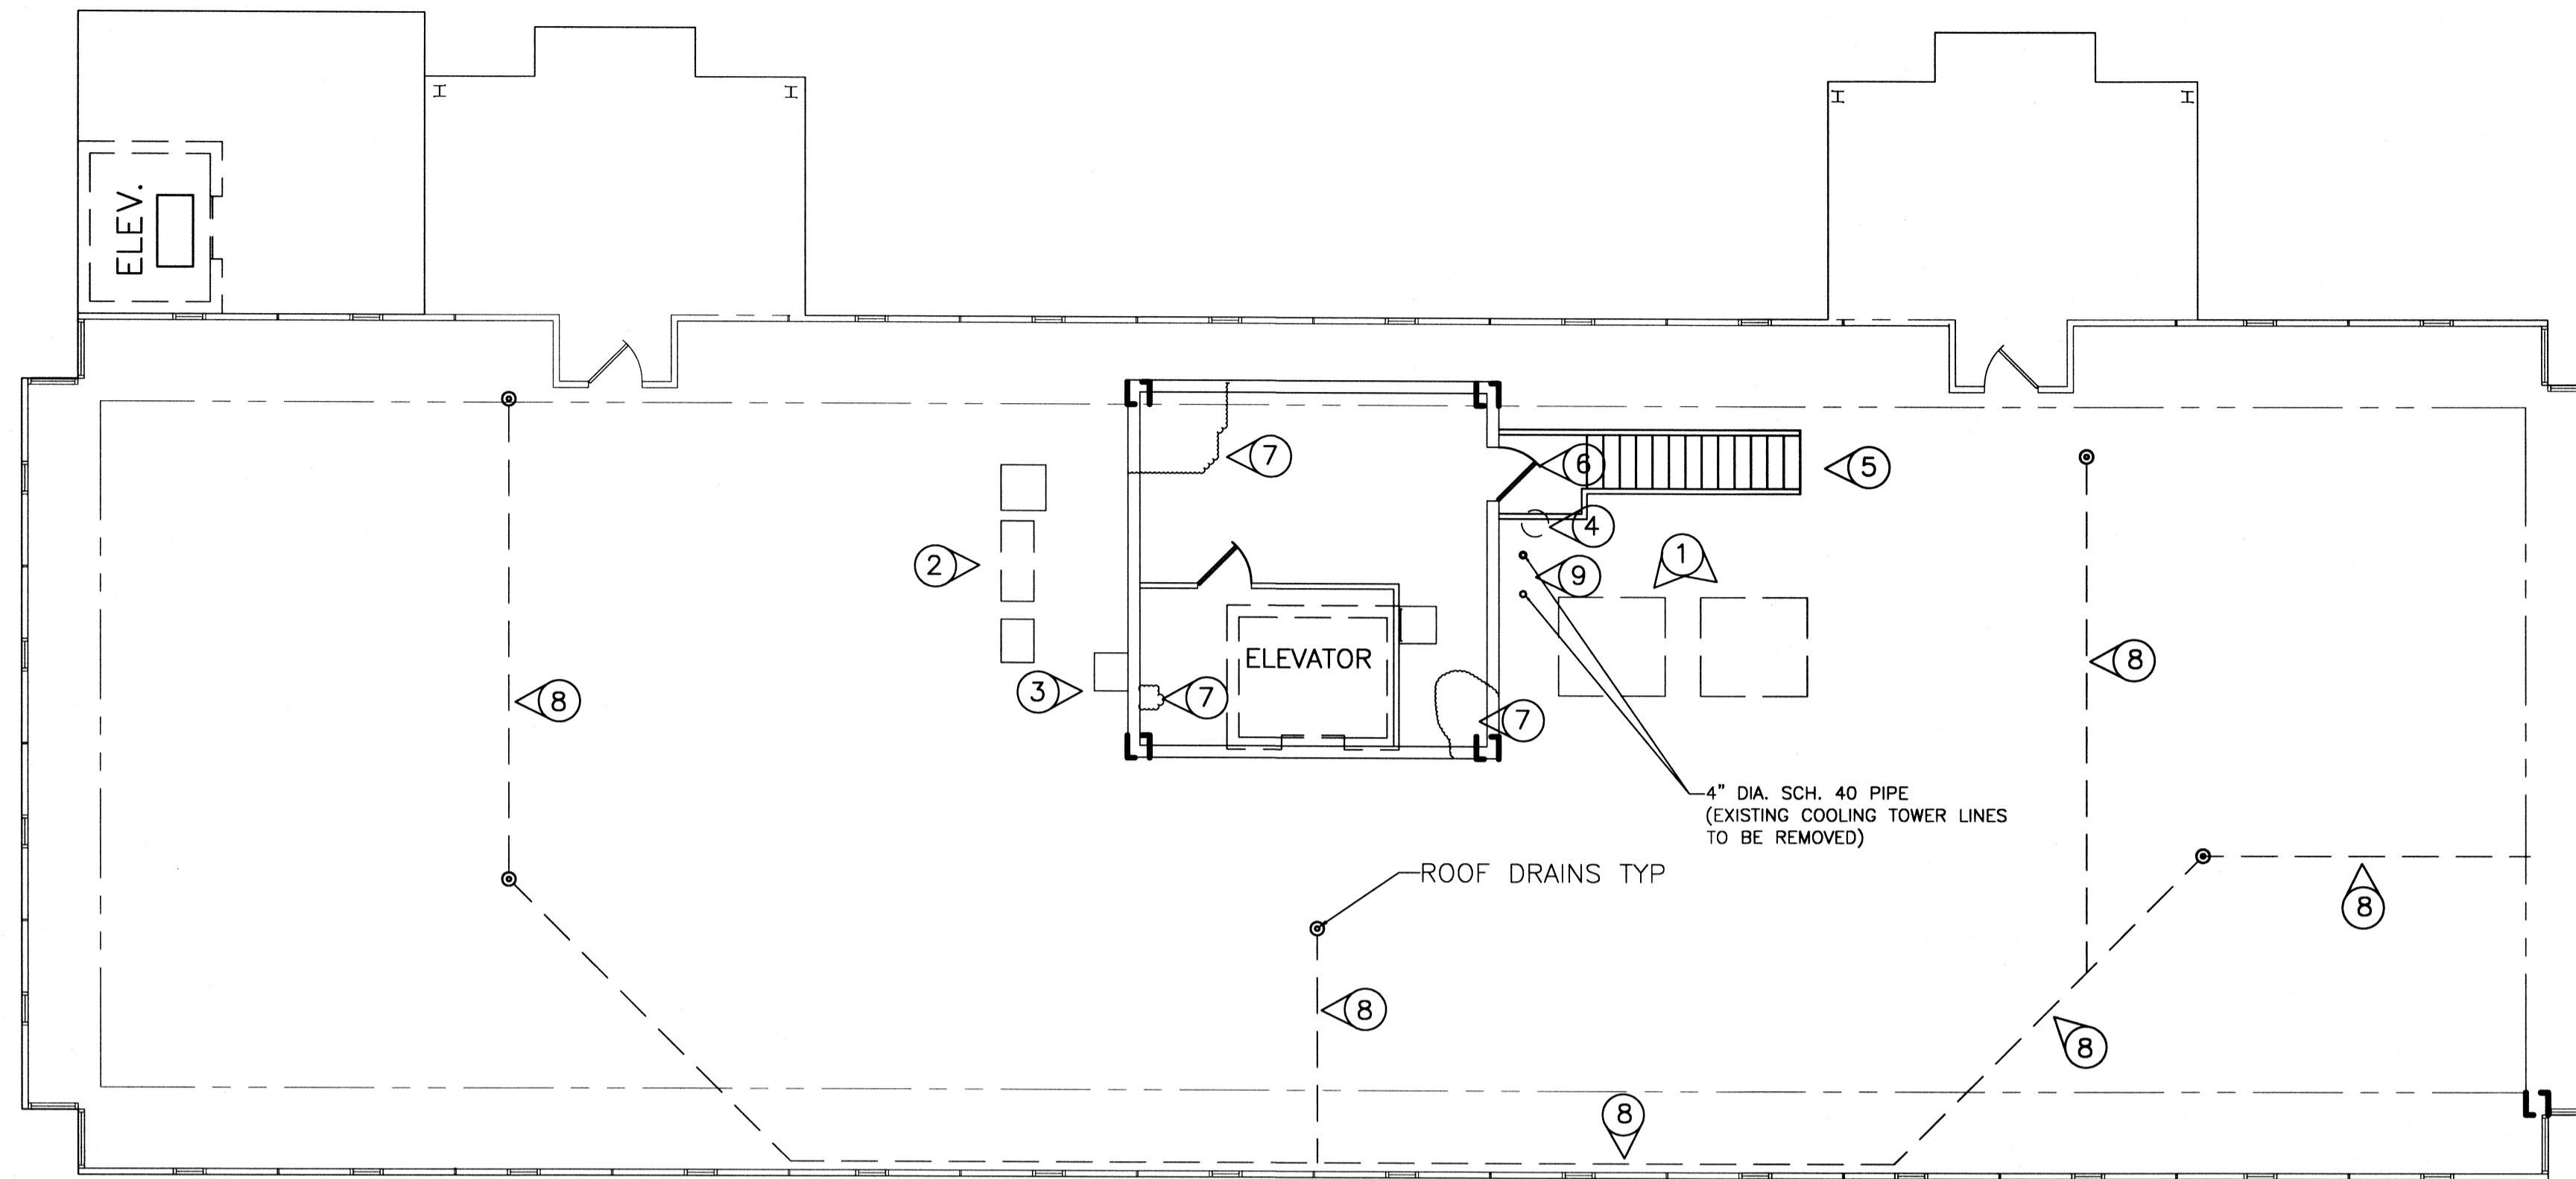 ELEV.
7
6
5
4
2
9
1
ELEVATOR
8
3
7
7
8
8
4" DIA. SCH. 40 PIPE
(EXISTING COOLING TOWER LINES
TO BE REMOVED)
ROOF DRAINS TYP
8
8
8
8